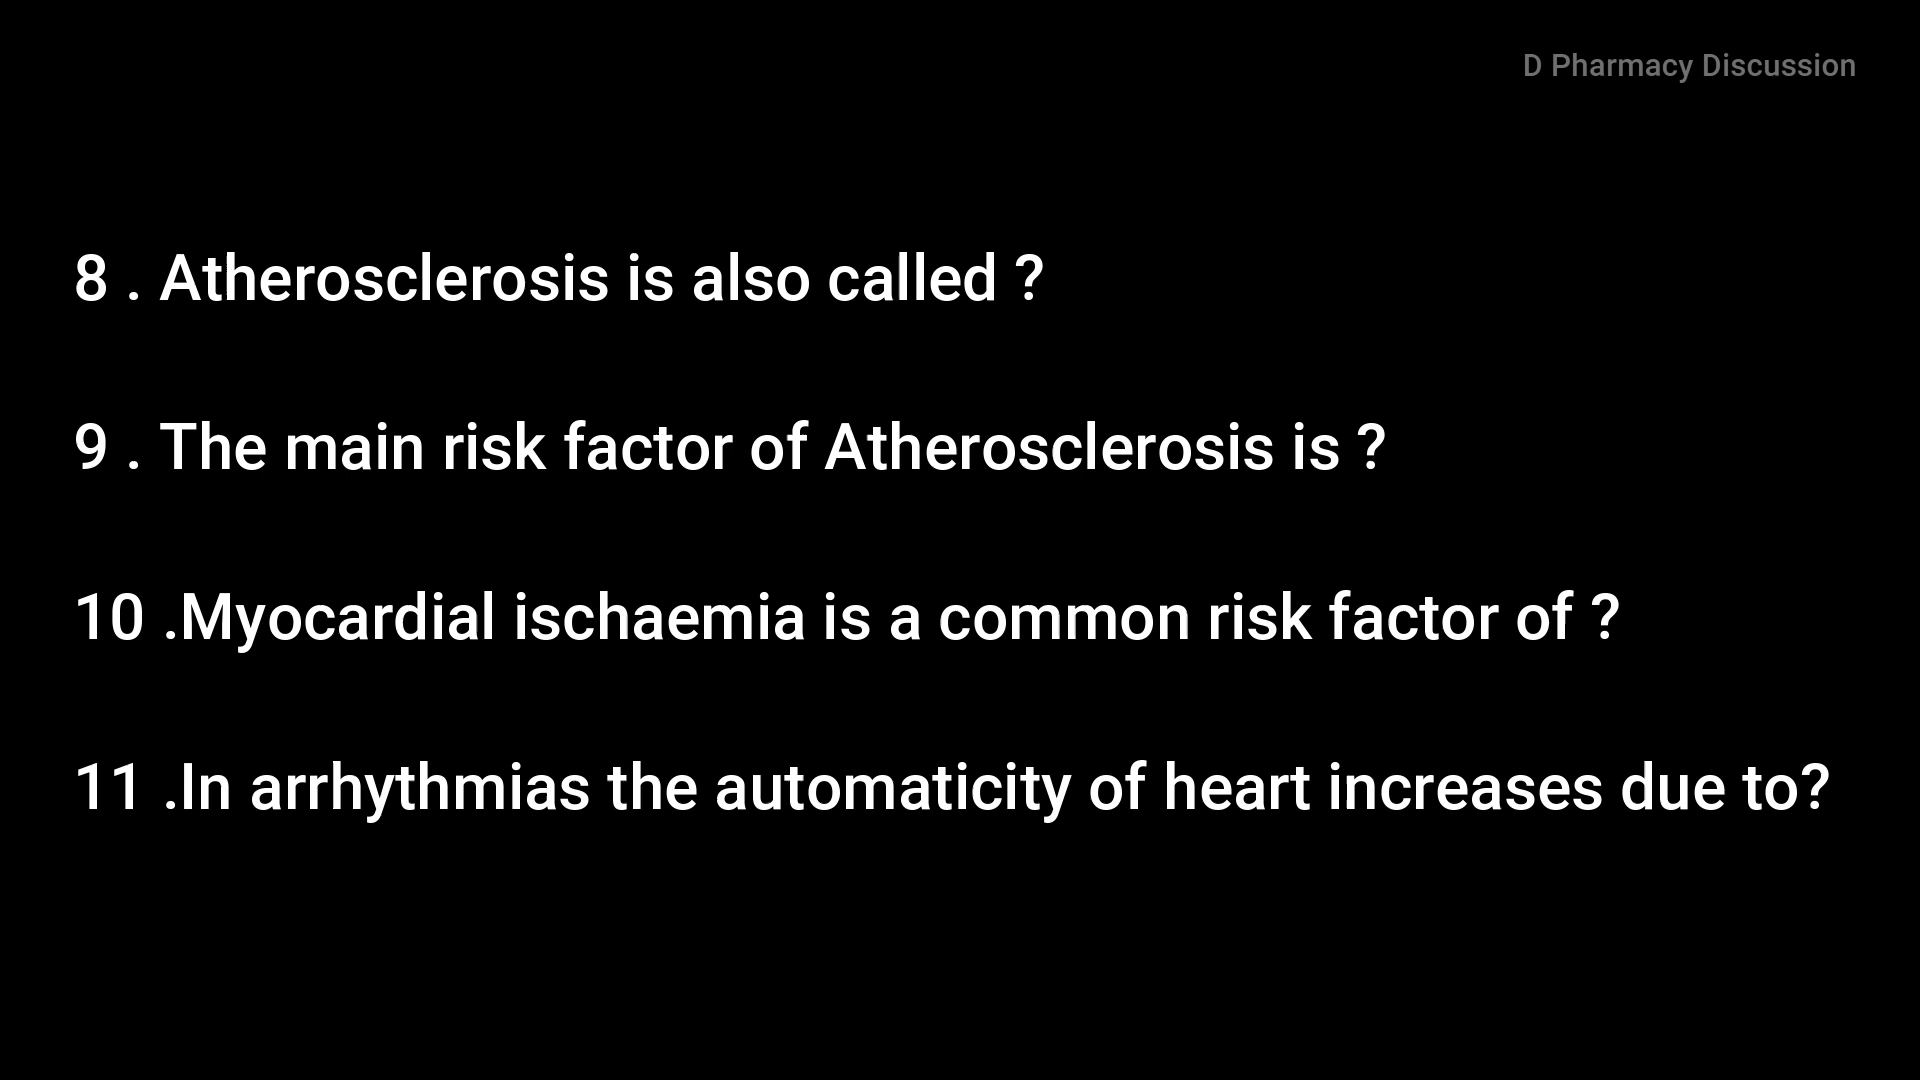 D Pharmacy Discussion
8 . Atherosclerosis is also called ?
9 . The main risk factor of Atherosclerosis is ?
10 .Myocardial ischaemia is a common risk factor of ?
11 .In arrhythmias the automaticity of heart increases due to?